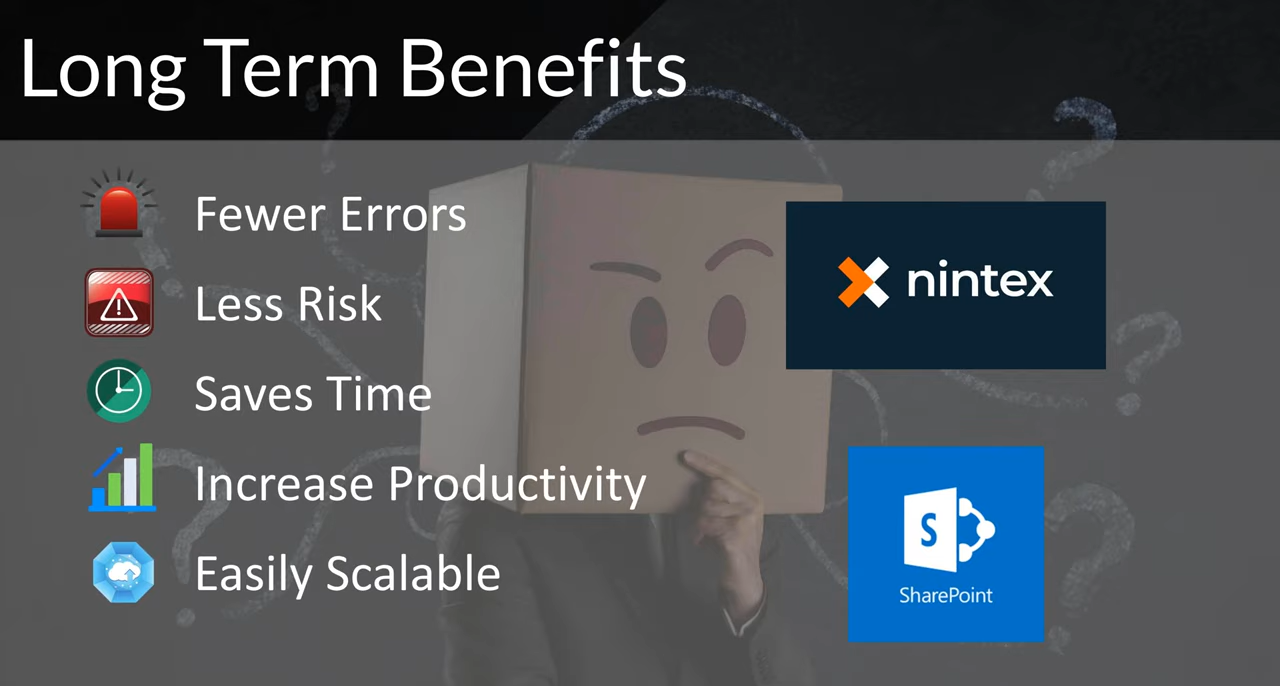 Long Term Benefits
Fewer Errors
Less Risk
Saves Time
Increase Productivity
Easily Scalable
nintex
S
SharePoint